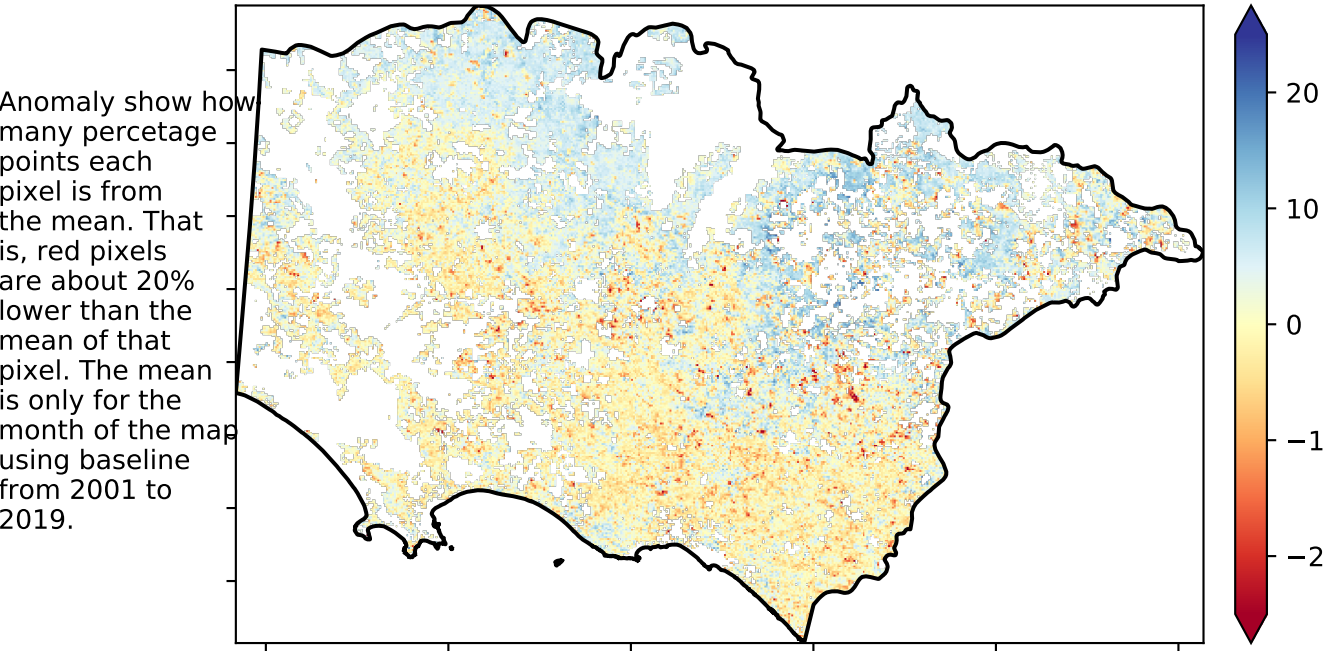 Anomaly show how
many percetage
points each
pixel is from
the mean. That
is, red pixels
are about 20%
lower than the
mean of that
pixel. The mean
is only for the
month of the map
using baseline
from 2001 to
2019.
20
10
0
−1
−2